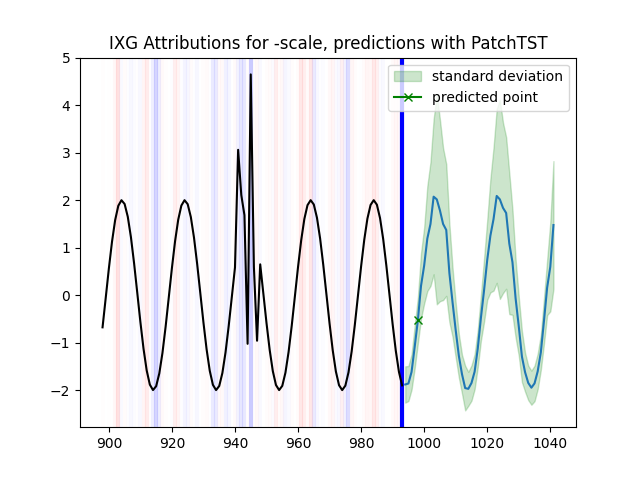 IXG Attributions for -scale, predictions with PatchTST
standard deviation
predicted point
5
4
3
2
1
0
−1
−2
900 920 940 960 980 1000 1020 1040